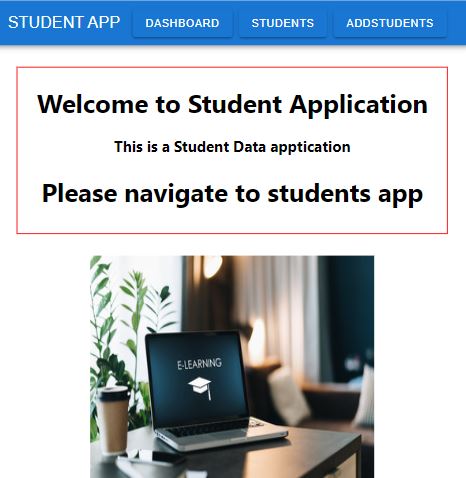 STUDENT APP DASHBOARD STUDENTS ADDSTUDENTS
Welcome to Student Application
This is a Student Data apptication
Please navigate to students app
E-LEARNING